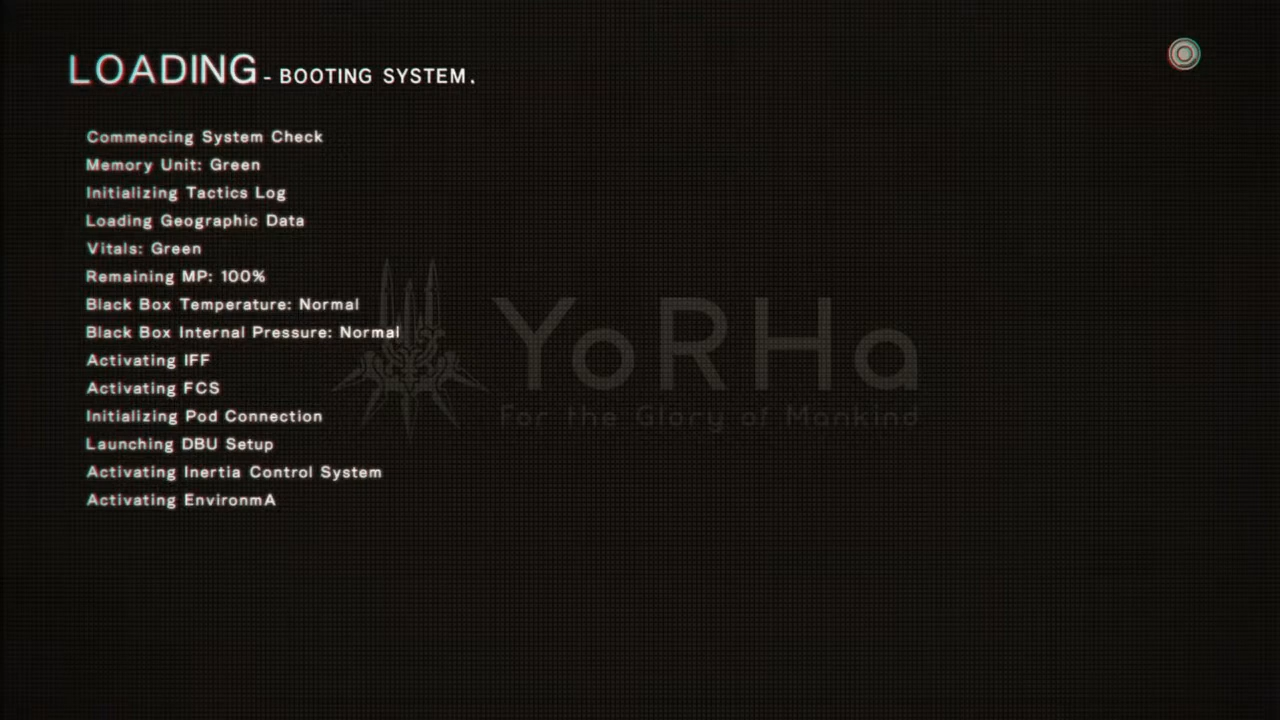 LOADING - BOOTING SYSTEM.
Commencing System Check
Memory Unit: Green
Initializing Tactics Log
Loading Geographic Data
Vitals: Green
Remaining MP: 100%
Black Box Temperature: Normal
Black Box Internal Pressure: Normal
Activating IFF
Activating FCS
Initializing Pod Connection
Launching DBU Setup
Activating Inertia Control System
Activating EnvironmA
YoRHa
For the Glory of Mankind